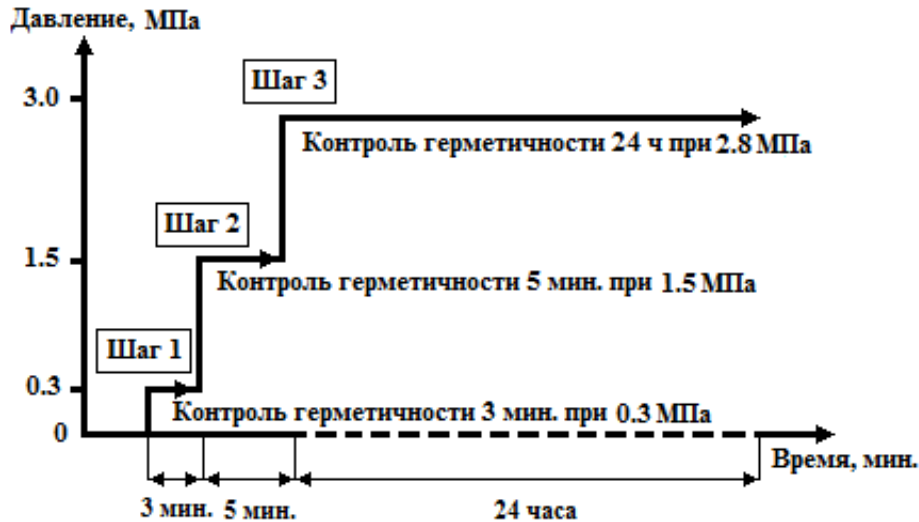 Давление, МПа
Шаг 3
3.0
Контроль герметичности 24 ч при 2.8 МПа
Шаг 2
1.5
Контроль герметичности 5 мин. при 1.5 МПа
Шаг 1
0.3
Контроль герметичности 3 мин. при 0.3 МПа
0
Время, мин.
3 мин. 5 мин. 24 часа